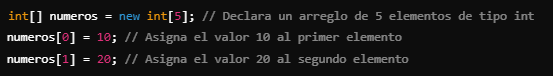 int[] numeros = new int[5]; // Declara un arreglo de 5 elementos de tipo int
numeros[0] = 10; // Asigna el valor 10 al primer elemento
numeros[1] = 20; // Asigna el valor 20 al segundo elemento